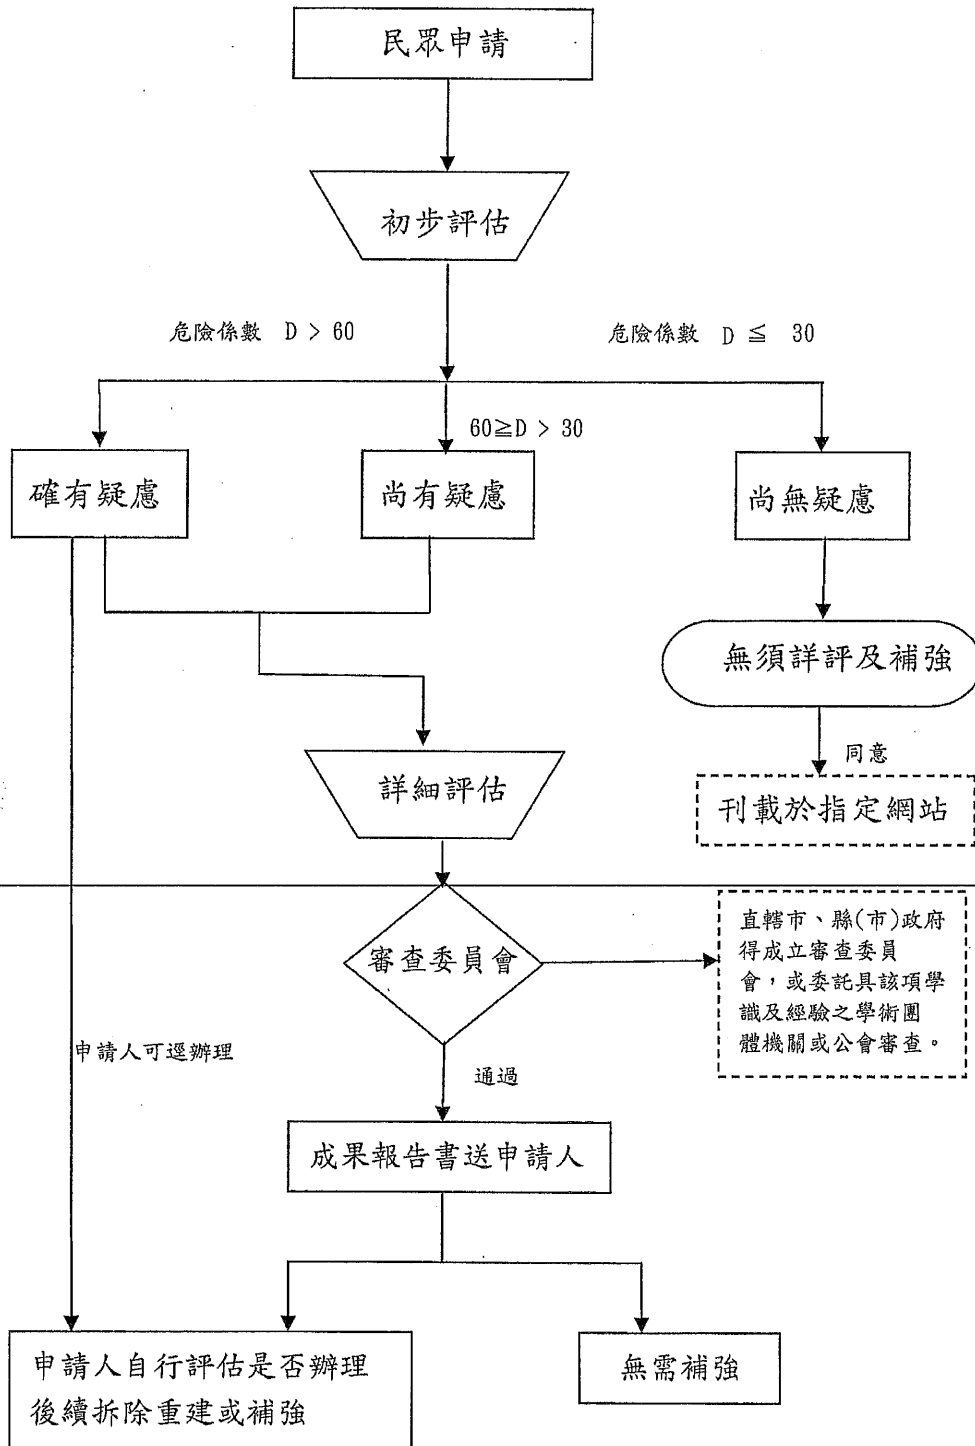 民眾申請
初步評估
危險係數 D > 60
危險係數 D ≦ 30
60≧D > 30
確有疑慮
尚有疑慮
尚無疑慮
無須詳評及補強
同意
刊載於指定網站
詳細評估
審查委員會
直轄市、縣(市)政府
得成立審查委員
會，或委託具該項學
識及經驗之學術團
體機關或公會審查。
申請人可逕辦理
通過
成果報告書送申請人
申請人自行評估是否辦理
後續拆除重建或補強
無需補強